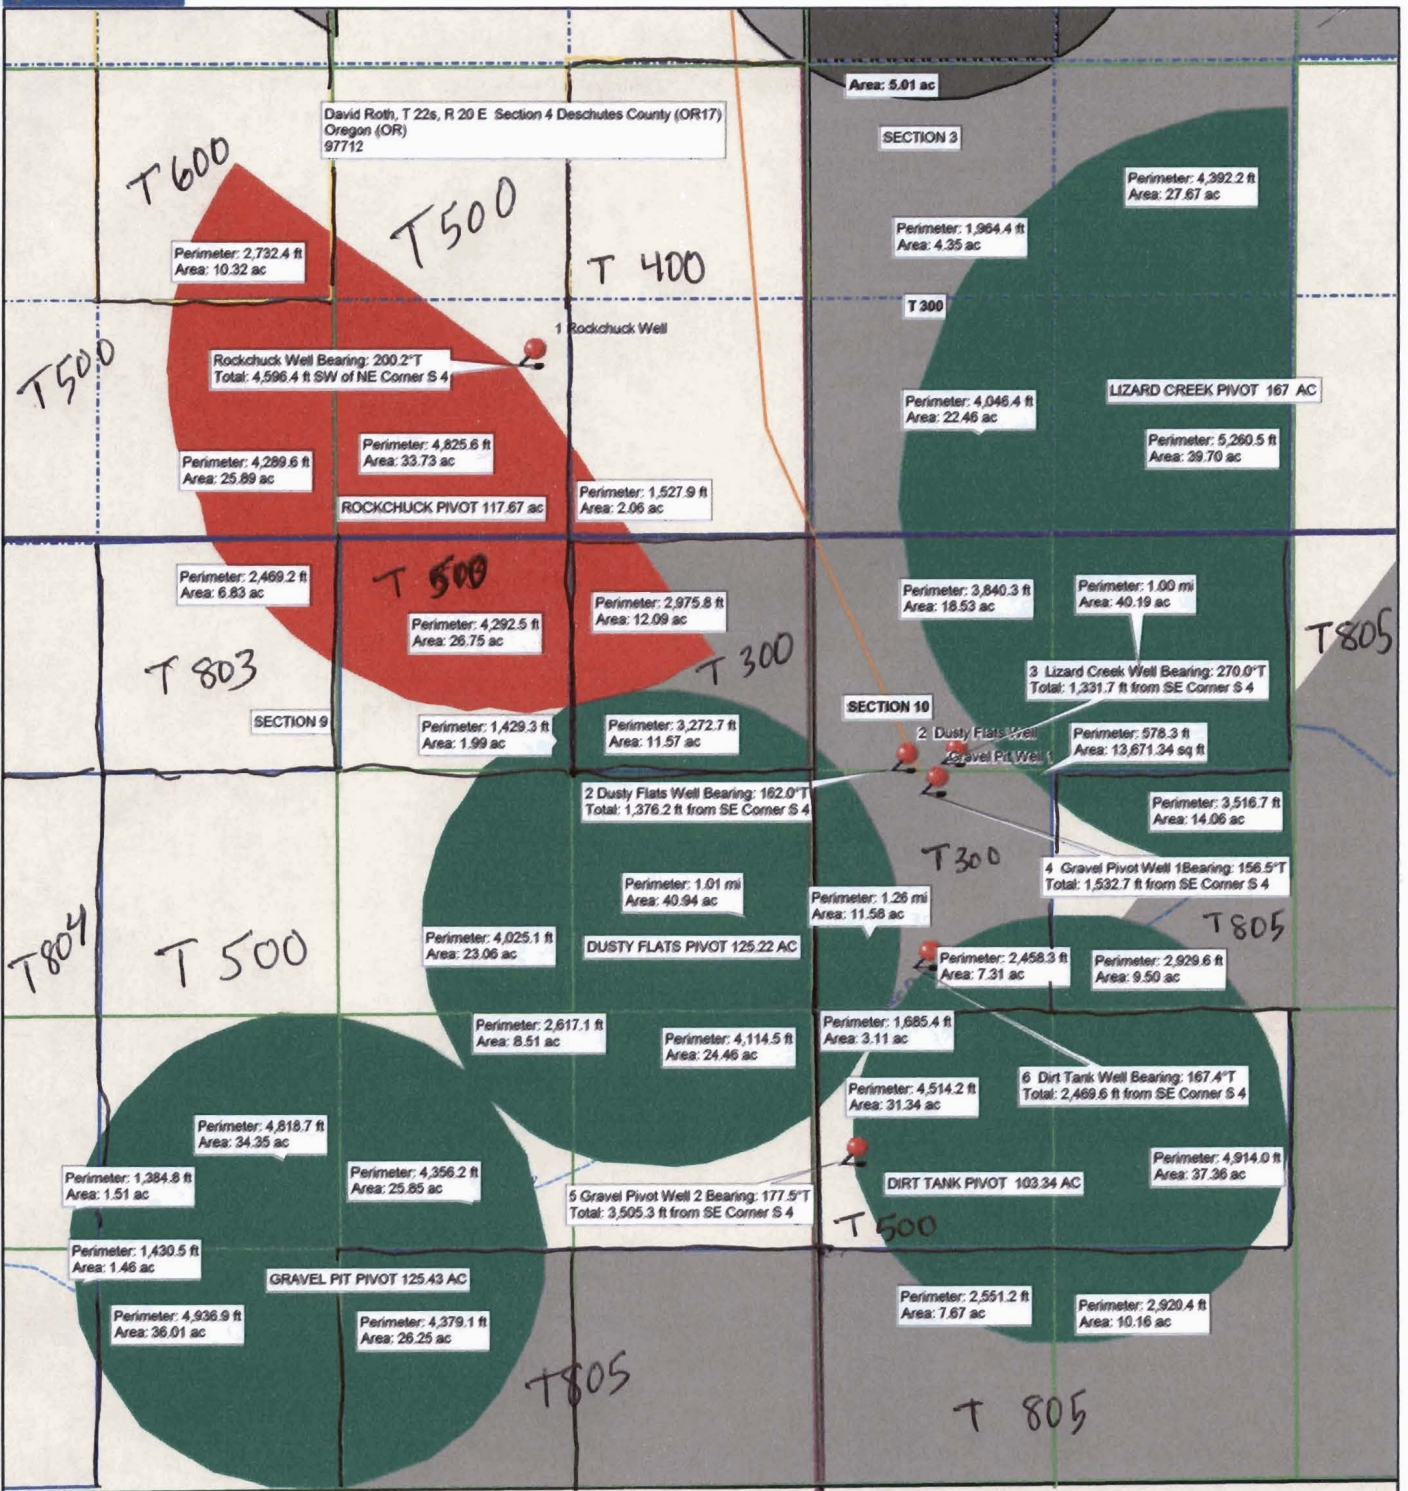 Area: 5.01 ac
David Roth, T 22s, R 20 E Section 4 Deschutes County (OR17)
Oregon (OR)
97712
SECTION 3
T 600
T 500
Perimeter: 4,392.2 ft
Area: 27.67 ac
Perimeter: 2,732.4 ft
Area: 10.32 ac
T 400
Perimeter: 1,964.4 ft
Area: 4.35 ac
T 300
1 Rockchuck Well
T500
Rockchuck Well Bearing: 200.2°T
Total: 4,596.4 ft SW of NE Corner S 4
LIZARD CREEK PIVOT 167 AC
Perimeter: 4,046.4 ft
Area: 22.46 ac
Perimeter: 4,825.6 ft
Area: 33.73 ac
Perimeter: 5,260.5 ft
Area: 39.70 ac
Perimeter: 4,289.6 ft
Area: 25.89 ac
Perimeter: 1,527.9 ft
Area: 2.06 ac
ROCKCHUCK PIVOT 117.67 ac
T 500
Perimeter: 2,469.2 ft
Area: 6.83 ac
Perimeter: 2,975.8 ft
Area: 12.09 ac
Perimeter: 3,840.3 ft
Area: 18.53 ac
Perimeter: 1.00 mi
Area: 40.19 ac
Perimeter: 4,292.5 ft
Area: 26.75 ac
T805
T 803
T 300
3 Lizard Creek Well Bearing: 270.0°T
Total: 1,331.7 ft from SE Corner S 4
SECTION 9
SECTION 10
Perimeter: 1,429.3 ft
Area: 1.99 ac
Perimeter: 3,272.7 ft
Area: 11.57 ac
2 Dusty Flats Well
Gravel Pit Well 1
Perimeter: 578.3 ft
Area: 13,671.34 sq ft
2 Dusty Flats Well Bearing: 162.0°T
Total: 1,376.2 ft from SE Corner S 4
Perimeter: 3,516.7 ft
Area: 14.06 ac
T300
4 Gravel Pivot Well 1Bearing: 156.5°T
Total: 1,532.7 ft from SE Corner S 4
Perimeter: 1.01 mi
Area: 40.94 ac
Perimeter: 1.26 mi
Area: 11.58 ac
T805
T804
T 500
Perimeter: 4,025.1 ft
Area: 23.06 ac
DUSTY FLATS PIVOT 125.22 AC
Perimeter: 2,458.3 ft
Area: 7.31 ac
Perimeter: 2,929.6 ft
Area: 9.50 ac
Perimeter: 2,617.1 ft
Area: 8.51 ac
Perimeter: 4,114.5 ft
Area: 24.46 ac
Perimeter: 1,685.4 ft
Area: 3.11 ac
6 Dirt Tank Well Bearing: 167.4°T
Total: 2,469.6 ft from SE Corner S 4
Perimeter: 4,514.2 ft
Area: 31.34 ac
Perimeter: 4,818.7 ft
Area: 34.35 ac
Perimeter: 4,356.2 ft
Area: 25.85 ac
Perimeter: 4,914.0 ft
Area: 37.36 ac
Perimeter: 1,384.8 ft
Area: 1.51 ac
DIRT TANK PIVOT 103.34 AC
5 Gravel Pivot Well 2 Bearing: 177.5°T
Total: 3,505.3 ft from SE Corner S 4
T 500
Perimeter: 1,430.5 ft
Area: 1.46 ac
GRAVEL PIT PIVOT 125.43 AC
Perimeter: 4,936.9 ft
Area: 36.01 ac
Perimeter: 4,379.1 ft
Area: 26.25 ac
Perimeter: 2,551.2 ft
Area: 7.67 ac
Perimeter: 2,920.4 ft
Area: 10.16 ac
T805
T 805